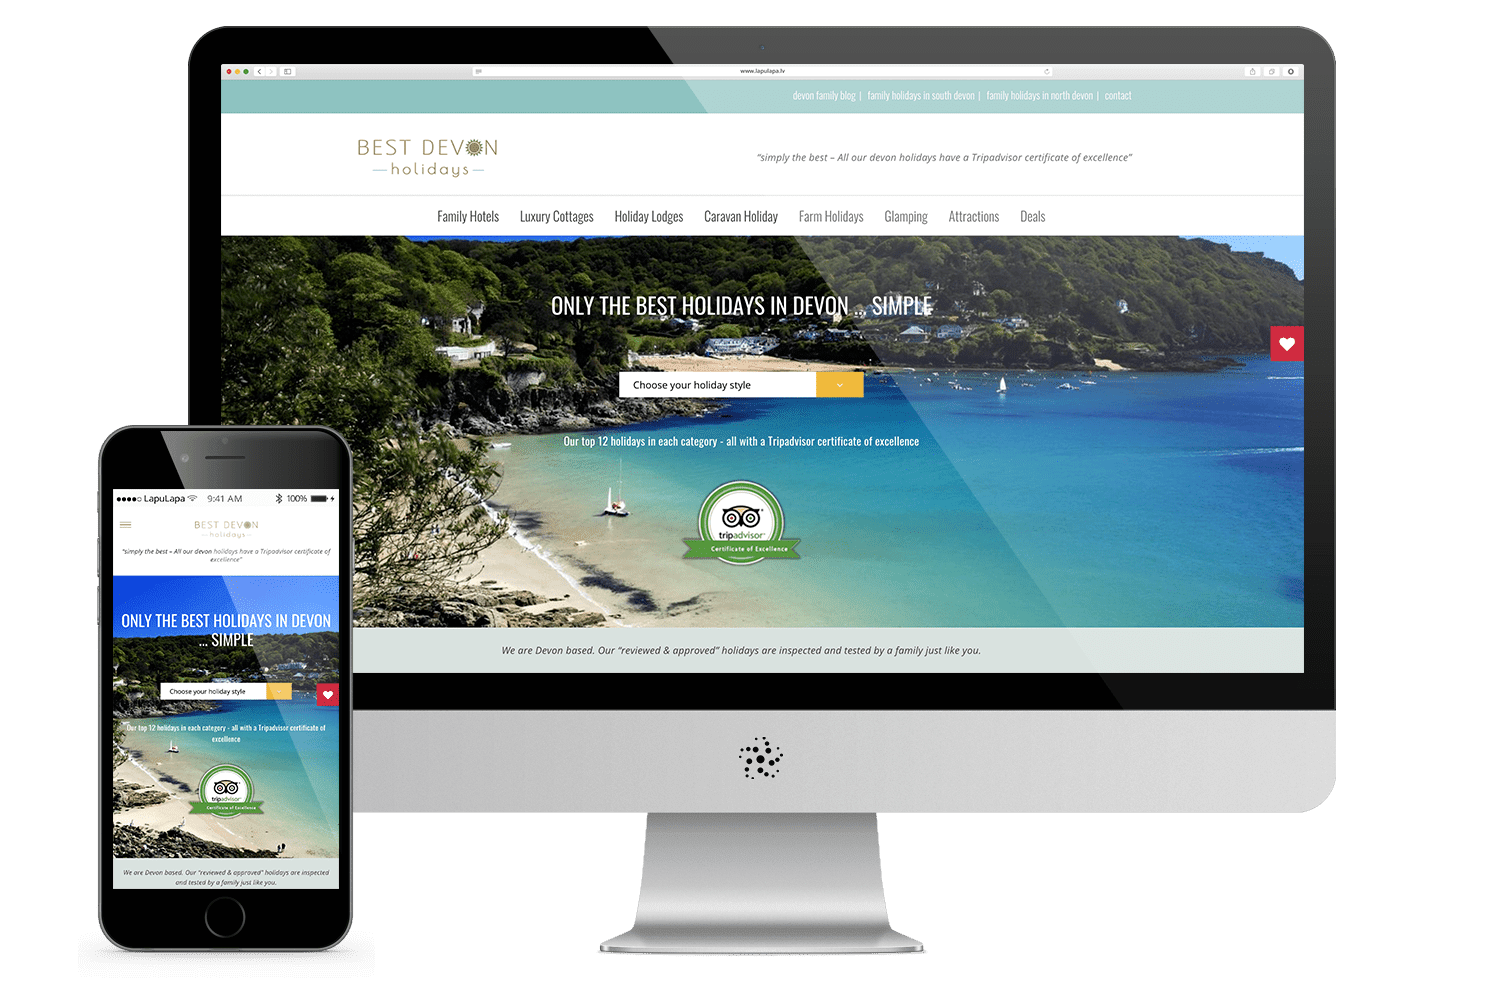 www.lapulapa.lv
devon family blog | family holidays in south devon | family holidays in north devon | contact
BEST DEVON
holidays
“simply the best – All our devon holidays have a Tripadvisor certificate of excellence”
Family Hotels Luxury Cottages Holiday Lodges Caravan Holiday Farm Holidays Glamping Attractions Deals
ONLY THE BEST HOLIDAYS IN DEVON ... SIMPLE
Choose your holiday style
Our top 12 holidays in each category - all with a Tripadvisor certificate of excellence
tripadvisor
Certificate of Excellence
We are Devon based. Our “reviewed & approved” holidays are inspected and tested by a family just like you.
LapuLapa 9:41 AM 100%
BEST DEVON
holidays
“simply the best – All our devon holidays have a Tripadvisor certificate of
excellence”
ONLY THE BEST HOLIDAYS IN DEVON
... SIMPLE
Choose your holiday style
Our top 12 holidays in each category - all with a Tripadvisor certificate of
excellence
tripadvisor
Certificate of Excellence
We are Devon based. Our “reviewed & approved” holidays are inspected
and tested by a family just like you.